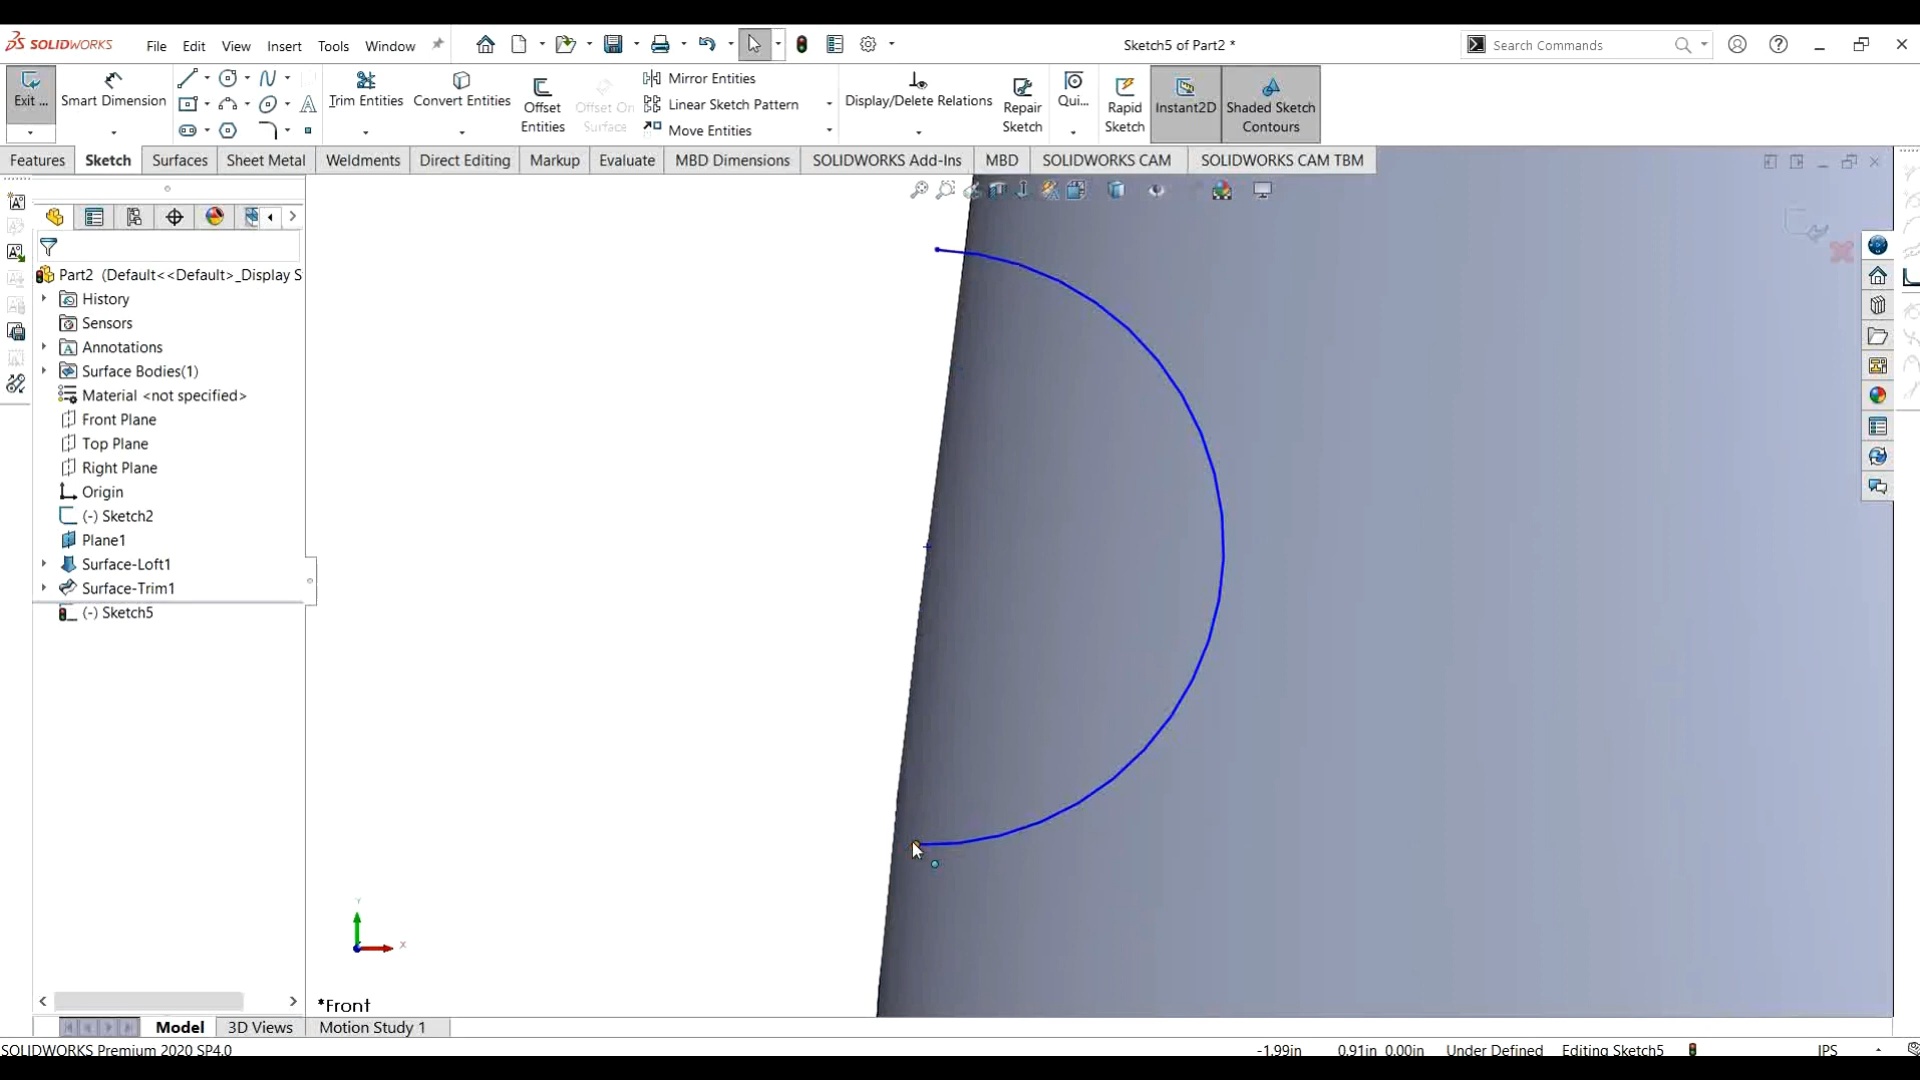 SOLIDWORKS
File Edit View Insert Tools Window
Sketch5 of Part2 *
Search Commands
Exit ...
Smart Dimension
Trim Entities
Convert Entities
Offset Entities
Offset On Surface
Mirror Entities
Linear Sketch Pattern
Move Entities
Display/Delete Relations
Repair Sketch
Qui...
Rapid Sketch
Instant2D
Shaded Sketch Contours
Features Sketch Surfaces Sheet Metal Weldments Direct Editing Markup Evaluate MBD Dimensions SOLIDWORKS Add-Ins MBD SOLIDWORKS CAM SOLIDWORKS CAM TBM
Part2 (Default<<Default>_Display S
History
Sensors
Annotations
Surface Bodies(1)
Material <not specified>
Front Plane
Top Plane
Right Plane
Origin
(-) Sketch2
Plane1
Surface-Loft1
Surface-Trim1
(-) Sketch5
Y
X
*Front
Model 3D Views Motion Study 1
SOLIDWORKS Premium 2020 SP4.0
-1.99in 0.91in 0.00in Under Defined Editing Sketch5 IPS